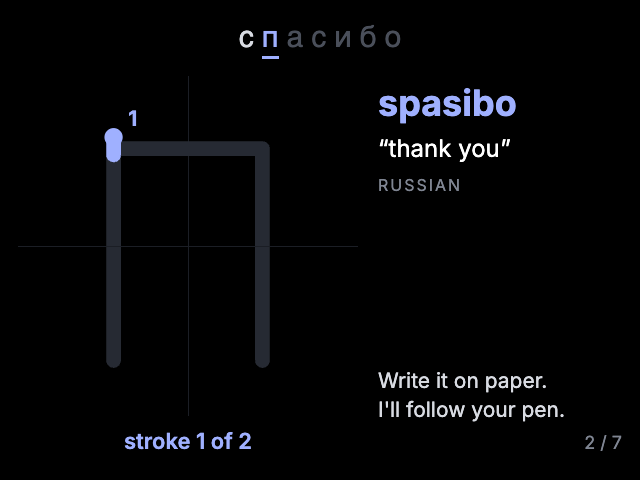 спасибо
1
spasibo
“thank you”
RUSSIAN
Write it on paper.
I'll follow your pen.
stroke 1 of 2
2 / 7